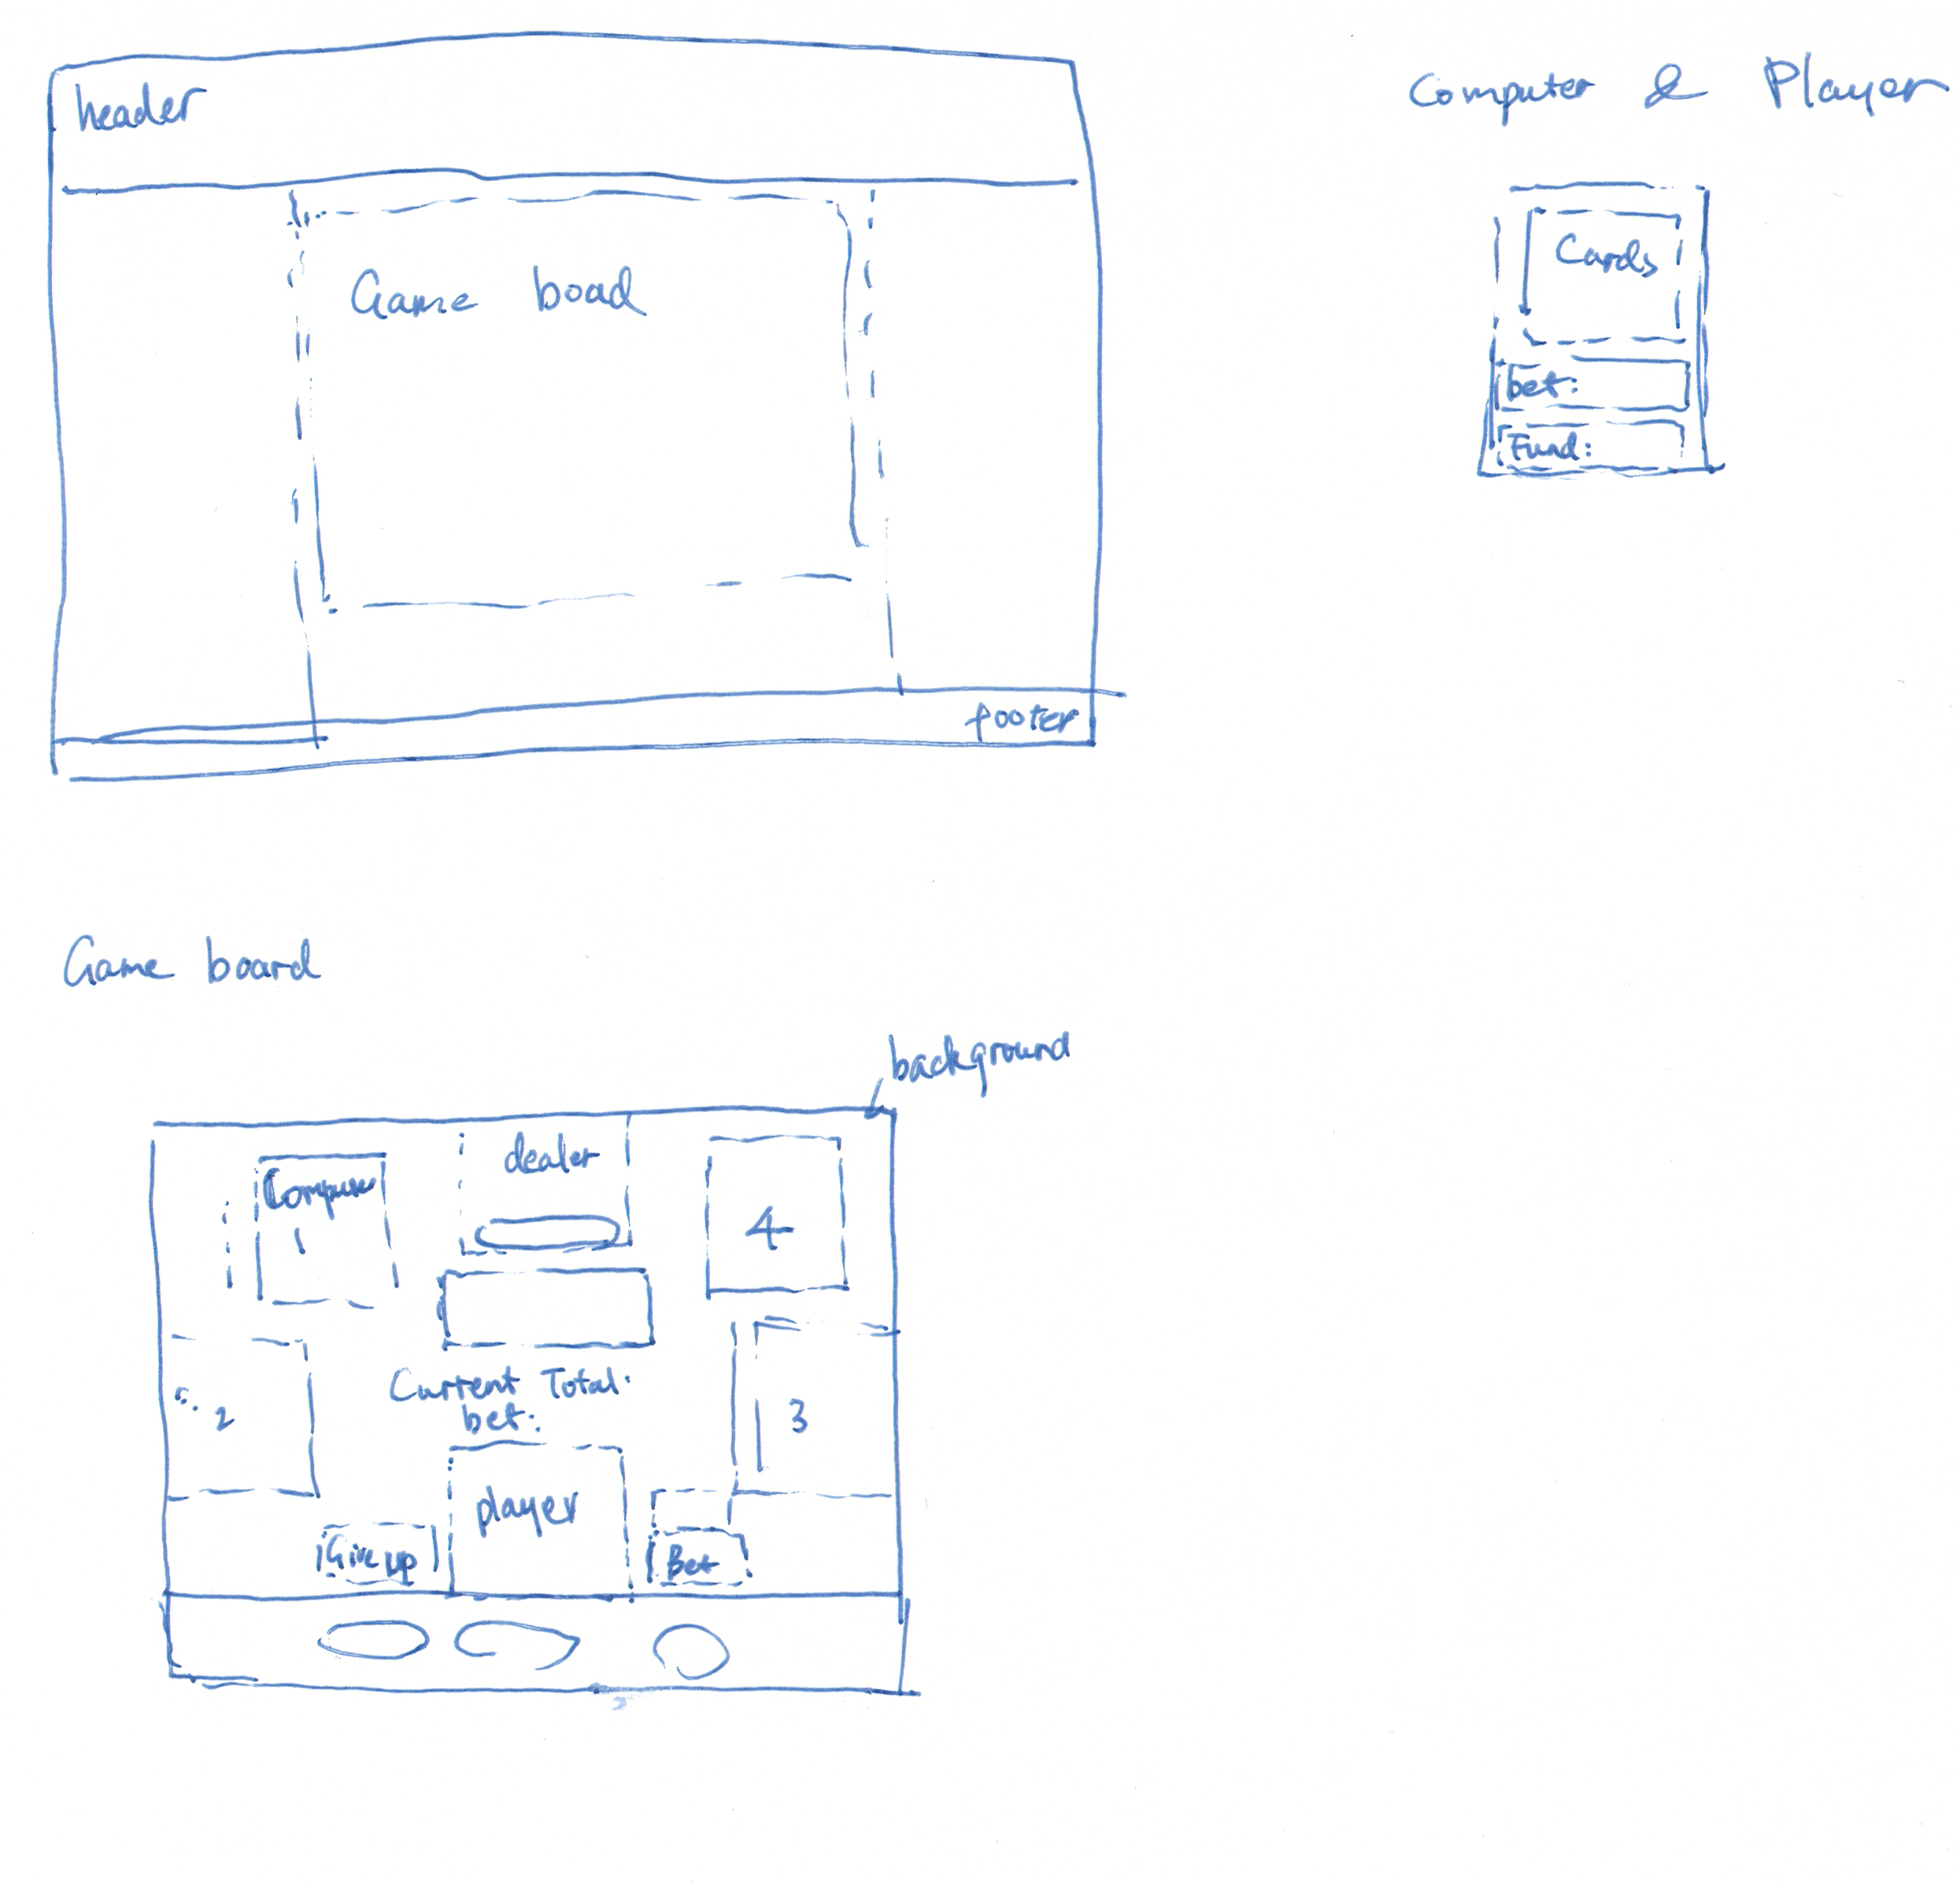 header
Computer & Player
Game boad
Cards
bet:
Fund:
footer
Game board
background
dealer
Computer
1
4
Current Total
bet:
2
3
player
Give up
Bet